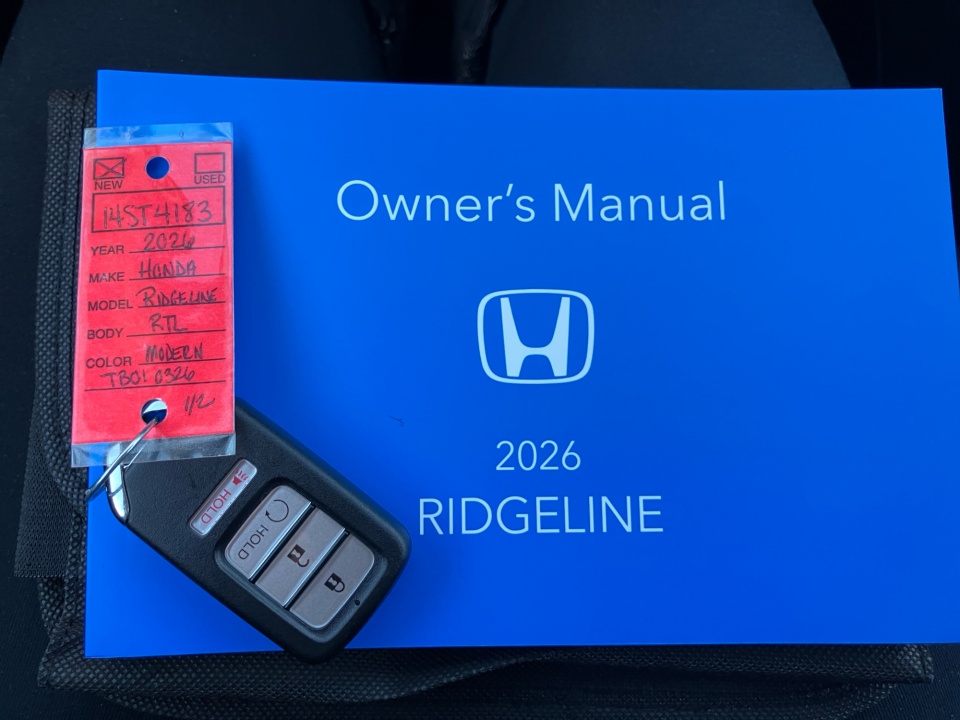 NEW USED
14ST4183
YEAR 2026
MAKE HONDA
MODEL RIDGELINE
BODY RTL
COLOR MODERN
TB01 0326
1/2
Owner's Manual
2026
RIDGELINE
HOLD
HOLD